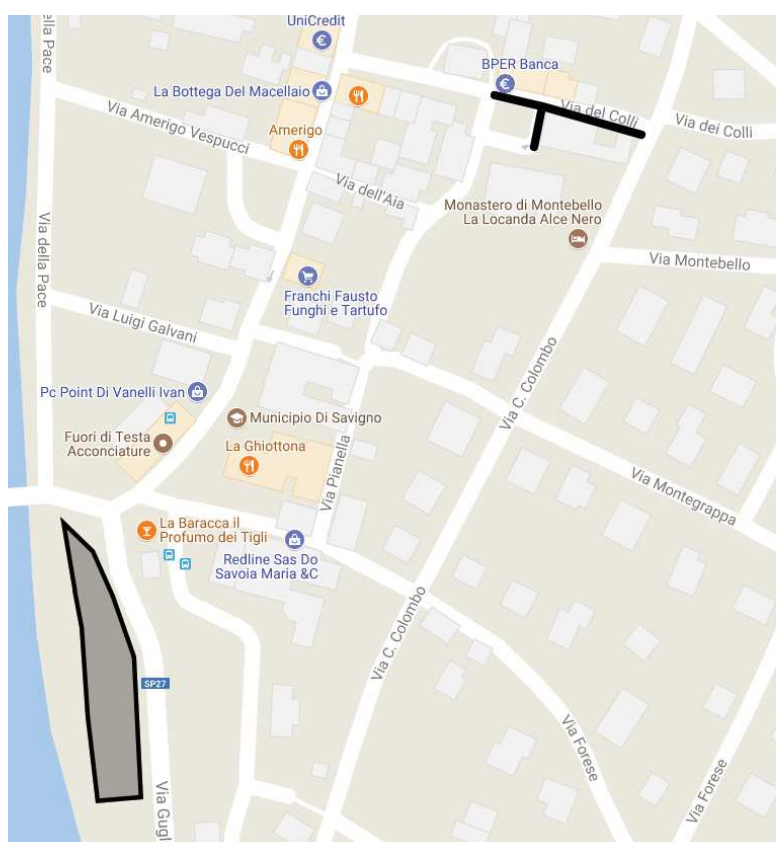 ella Pace
UniCredit
BPER Banca
La Bottega Del Macellaio
Via del Colli
Via Amerigo Vespucci
Amerigo
Via dei Colli
Via dell'Aia
Monastero di Montebello
La Locanda Alce Nero
Via della Pace
Via Montebello
Franchi Fausto
Funghi e Tartufo
Via Luigi Galvani
Via C. Colombo
Pc Point Di Vanelli Ivan
Municipio Di Savigno
Fuori di Testa
Acconciature
La Ghiottona
Via Pianella
Via Montegrappa
La Baracca il
Profumo dei Tigli
Redline Sas Do
Savoia Maria &C
Via C. Colombo
SP27
Via Forese
Via Forese
Via Gugl